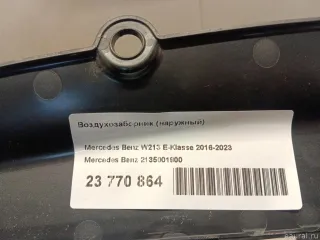 Воздухозаборник (наружный)
Mercedes Benz W213 E-Klasse 2016-2023
Mercedes Benz 2135001900
23 770 864